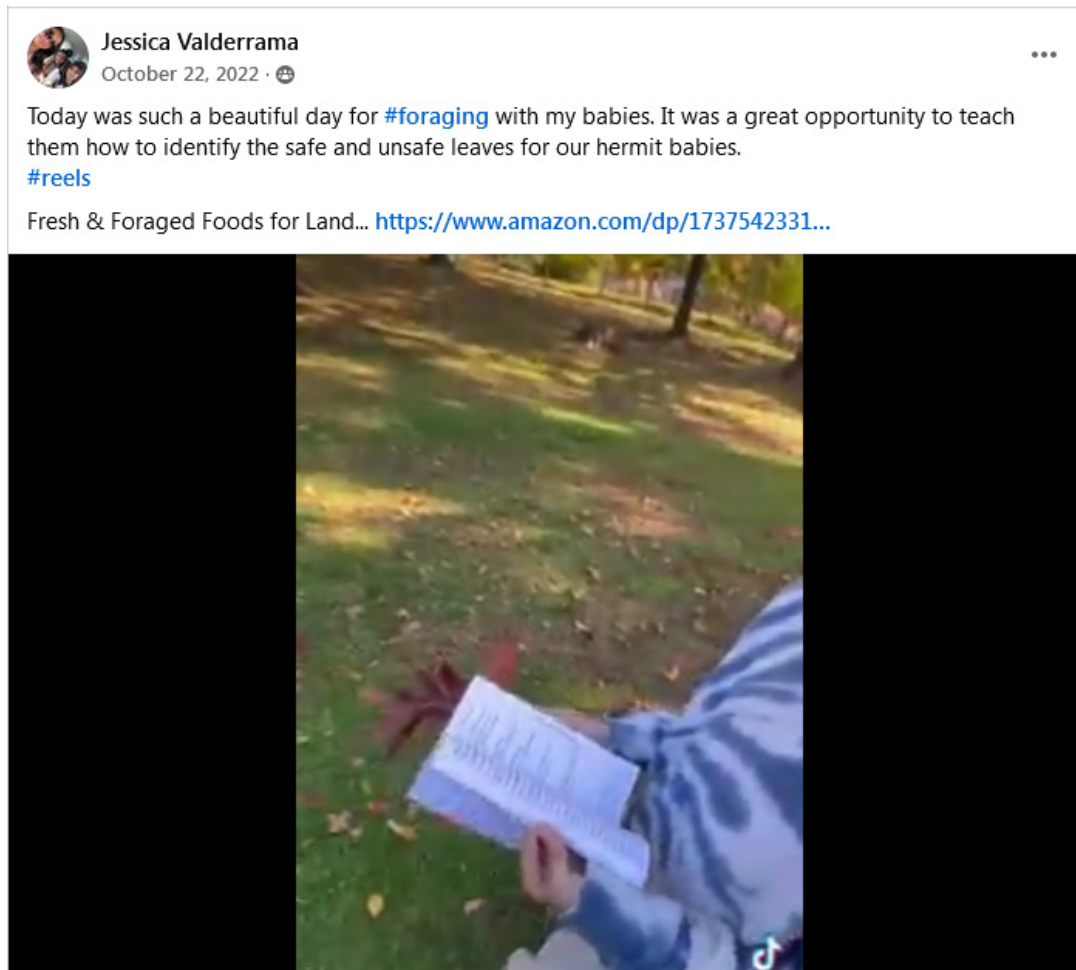 Jessica Valderrama
October 22, 2022 ·
Today was such a beautiful day for #foraging with my babies. It was a great opportunity to teach
them how to identify the safe and unsafe leaves for our hermit babies.
#reels
Fresh & Foraged Foods for Land... https://www.amazon.com/dp/1737542331...